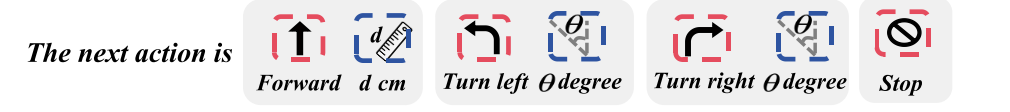 θ θ
d
The next action is
Forward d cm Turn left θ degree Turn right θ degree Stop